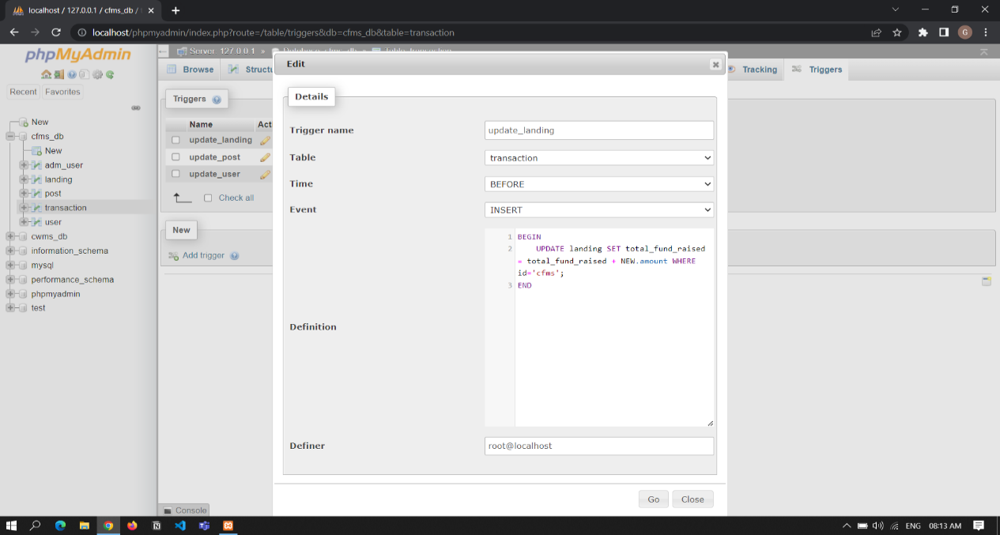 localhost / 127.0.0.1 / cfms_db /
localhost/phpmyadmin/index.php?route=/table/triggers&db=cfms_db&table=transaction
G
phpMyAdmin
Recent
Favorites
New
cfms_db
New
adm_user
landing
post
transaction
user
cwms_db
information_schema
mysql
performance_schema
phpmyadmin
test
Server 127.0.0.1 »
Browse
Structu
Tracking
Triggers
Triggers
Name
Acti
update_landing
update_post
update_user
Check all
New
Add trigger
Console
Edit
Details
Trigger name
update_landing
Table
transaction
Time
BEFORE
Event
INSERT
Definition
1 BEGIN
2 UPDATE landing SET total_fund_raised
= total_fund_raised + NEW.amount WHERE
id='cfms';
3 END
Definer
root@localhost
Go
Close
ENG
08:13 AM